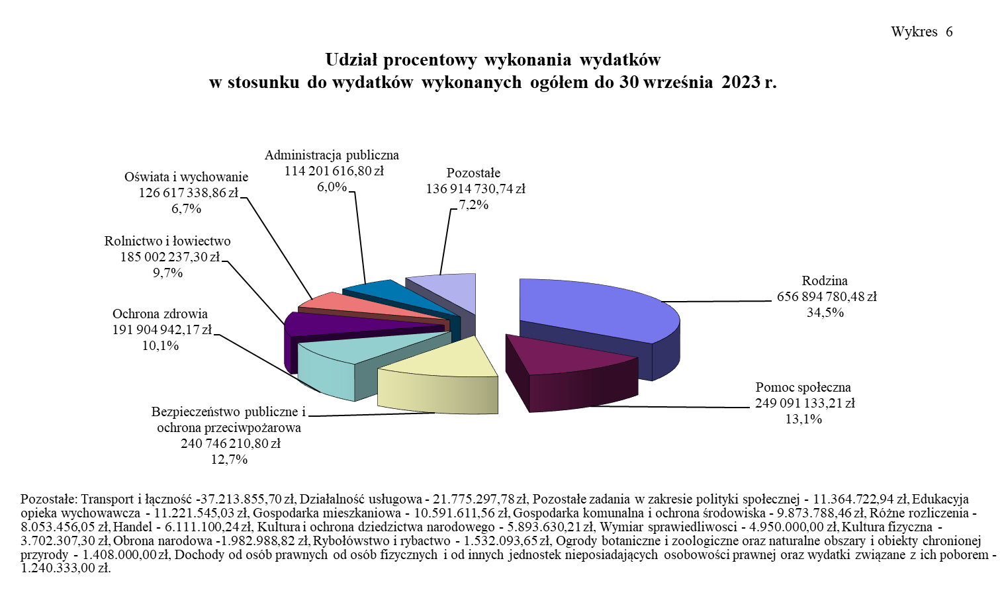 Wykres 6
Udział procentowy wykonania wydatków
w stosunku do wydatków wykonanych ogółem do 30 września 2023 r.
Administracja publiczna
114 201 616,80 zł
6,0%
Pozostałe
136 914 730,74 zł
7,2%
Oświata i wychowanie
126 617 338,86 zł
6,7%
Rolnictwo i łowiectwo
185 002 237,30 zł
9,7%
Rodzina
656 894 780,48 zł
34,5%
Ochrona zdrowia
191 904 942,17 zł
10,1%
Pomoc społeczna
249 091 133,21 zł
13,1%
Bezpieczeństwo publiczne i
ochrona przeciwpożarowa
240 746 210,80 zł
12,7%
Pozostałe: Transport i łączność -37.213.855,70 zł, Działalność usługowa - 21.775.297,78 zł, Pozostałe zadania w zakresie polityki społecznej - 11.364.722,94 zł, Edukacyja
opieka wychowawcza - 11.221.545,03 zł, Gospodarka mieszkaniowa - 10.591.611,56 zł, Gospodarka komunalna i ochrona środowiska - 9.873.788,46 zł, Różne rozliczenia -
8.053.456,05 zł, Handel - 6.111.100,24 zł, Kultura i ochrona dziedzictwa narodowego - 5.893.630,21 zł, Wymiar sprawiedliwosci - 4.950.000,00 zł, Kultura fizyczna -
3.702.307,30 zł, Obrona narodowa -1.982.988,82 zł, Rybołówstwo i rybactwo - 1.532.093,65 zł, Ogrody botaniczne i zoologiczne oraz naturalne obszary i obiekty chronionej
przyrody - 1.408.000,00 zł, Dochody od osób prawnych od osób fizycznych i od innych jednostek nieposiadających osobowości prawnej oraz wydatki związane z ich poborem -
1.240.333,00 zł.